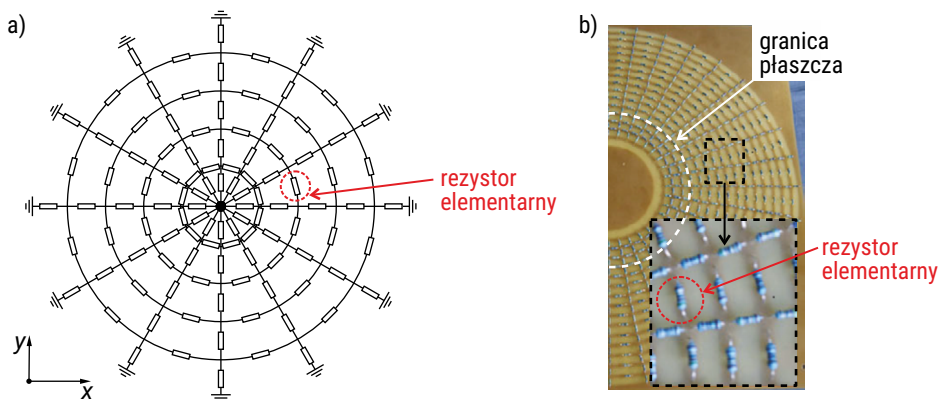 a)
rezystor
elementarny
y
x
b)
granica
płaszcza
rezystor
elementarny